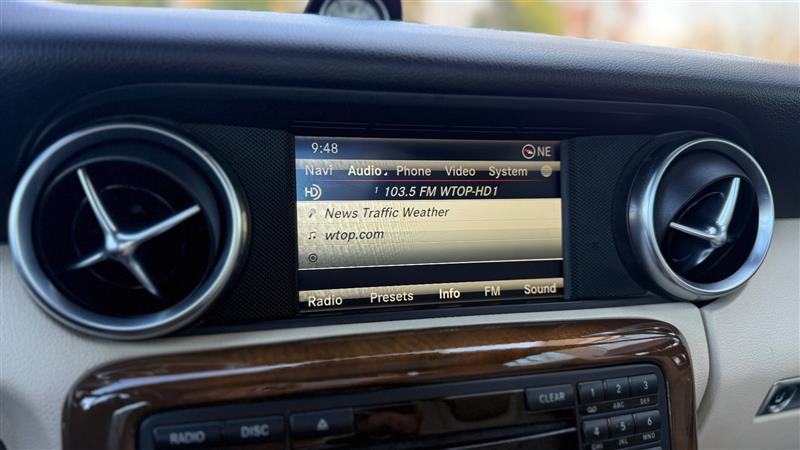 9:48 NE
Navi Audio Phone Video System
HD 1 103.5 FM WTOP-HD1
News Traffic Weather
wtop.com
Radio Presets Info FM Sound
CLEAR 1 2 ABC 3 DEF
RADIO DISC 4 GHI 5 JKL 6 MNO